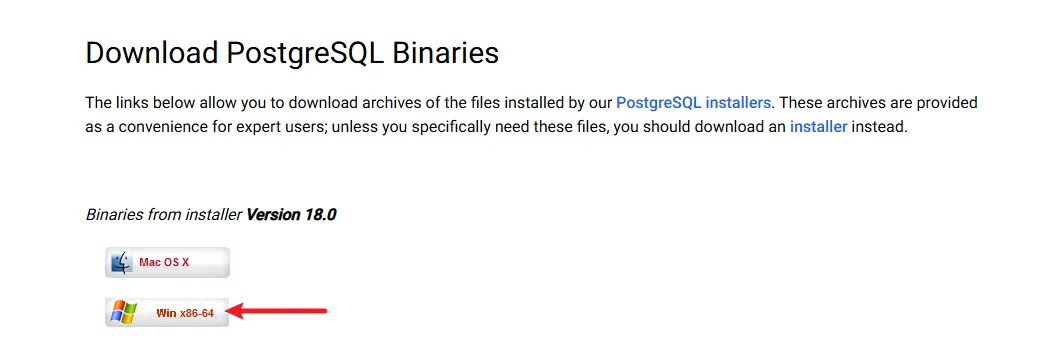 Download PostgreSQL Binaries
The links below allow you to download archives of the files installed by our PostgreSQL installers. These archives are provided
as a convenience for expert users; unless you specifically need these files, you should download an installer instead.
Binaries from installer Version 18.0
Mac OS X
Win x86-64